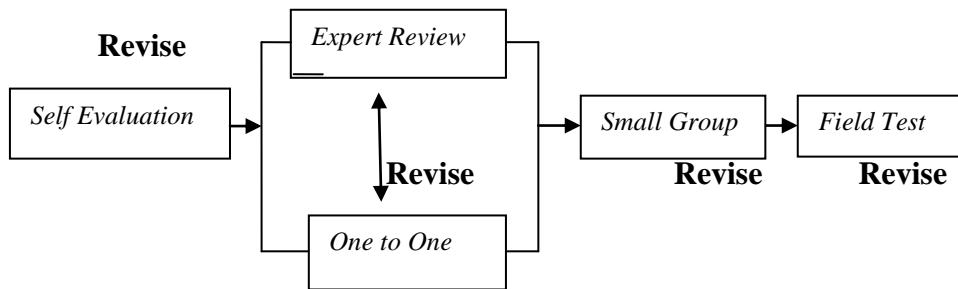 Revise
Expert Review
Self Evaluation
Small Group
Field Test
Revise
Revise
Revise
One to One